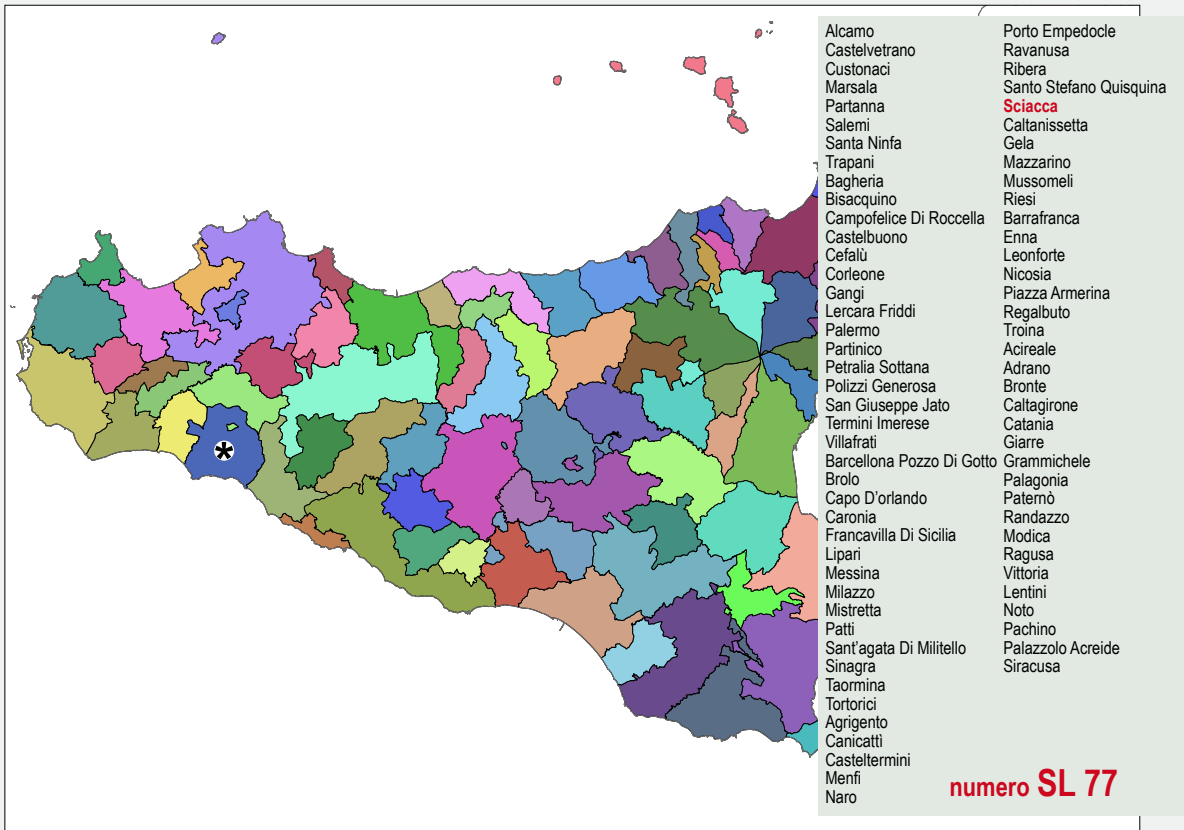 Alcamo
Castelvetrano
Custonaci
Marsala
Partanna
Salemi
Santa Ninfa
Trapani
Bagheria
Bisacquino
Campofelice Di Roccella
Castelbuono
Cefalù
Corleone
Gangi
Lercara Friddi
Palermo
Partinico
Petralia Sottana
Polizzi Generosa
San Giuseppe Jato
Termini Imerese
Villafrati
Barcellona Pozzo Di Gotto
Brolo
Capo D'orlando
Caronia
Francavilla Di Sicilia
Lipari
Messina
Milazzo
Mistretta
Patti
Sant'agata Di Militello
Sinagra
Taormina
Tortorici
Agrigento
Canicattì
Casteltermini
Menfi
Naro
Porto Empedocle
Ravanusa
Ribera
Santo Stefano Quisquina
Sciacca
Caltanissetta
Gela
Mazzarino
Mussomeli
Riesi
Barrafranca
Enna
Leonforte
Nicosia
Piazza Armerina
Regalbuto
Troina
Acireale
Adrano
Bronte
Caltagirone
Catania
Giarre
Grammichele
Palagonia
Paternò
Randazzo
Modica
Ragusa
Vittoria
Lentini
Noto
Pachino
Palazzolo Acreide
Siracusa
numero SL 77
*